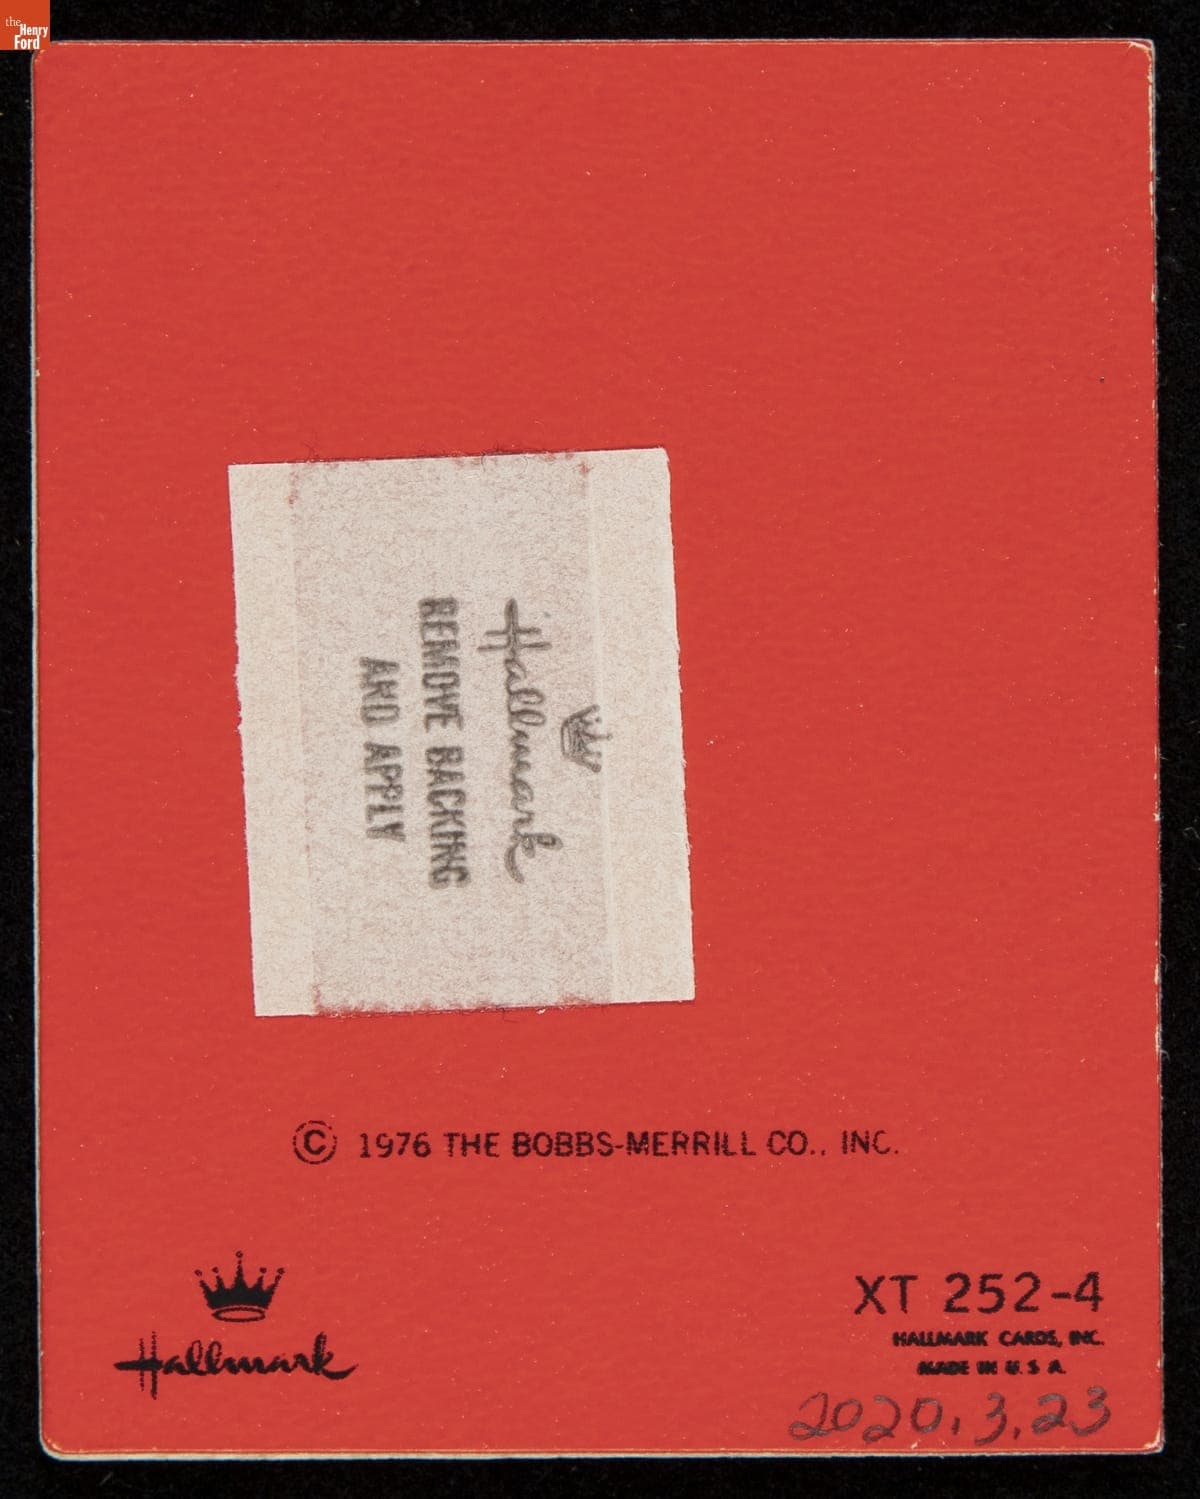 the
Henry
Ford
Hallmark
REMOVE BACKING
AND APPLY
© 1976 THE BOBBS-MERRILL CO., INC.
Hallmark
XT 252-4
HALLMARK CARDS, INC.
MADE IN U.S.A.
2020.3.23